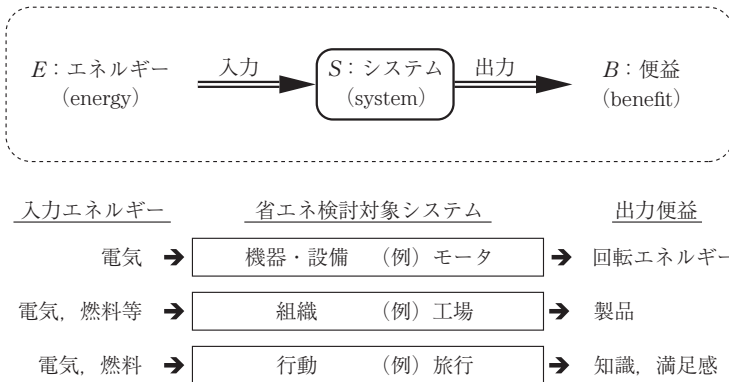 E：エネルギー 入力 S：システム 出力 B：便益
（energy） （system） （benefit）
入力エネルギー 省エネ検討対象システム 出力便益
電気 ➔ 機器・設備 （例）モータ ➔ 回転エネルギー
電気，燃料等 ➔ 組織 （例）工場 ➔ 製品
電気，燃料 ➔ 行動 （例）旅行 ➔ 知識，満足感